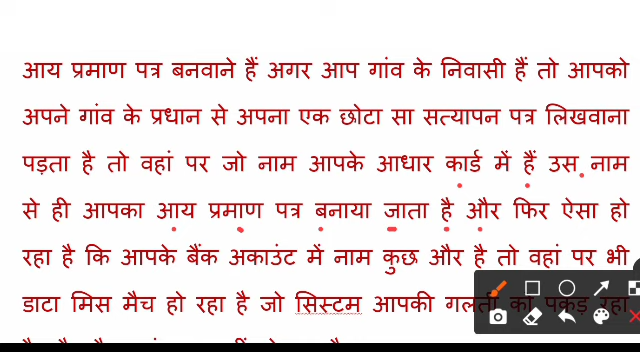 आय प्रमाण पत्र बनवाने हैं अगर आप गांव के निवासी हैं तो आपको
अपने गांव के प्रधान से अपना एक छोटा सा सत्यापन पत्र लिखवाना
पड़ता है तो वहां पर जो नाम आपके आधार कार्ड में हैं उस नाम
से ही आपका आय प्रमाण पत्र बनाया जाता है और फिर ऐसा हो
रहा है कि आपके बैंक अकाउंट में नाम कुछ और है तो वहां पर भी
डाटा मिस मैच हो रहा है जो सिस्टम आपकी गलती को पकड़ रहा